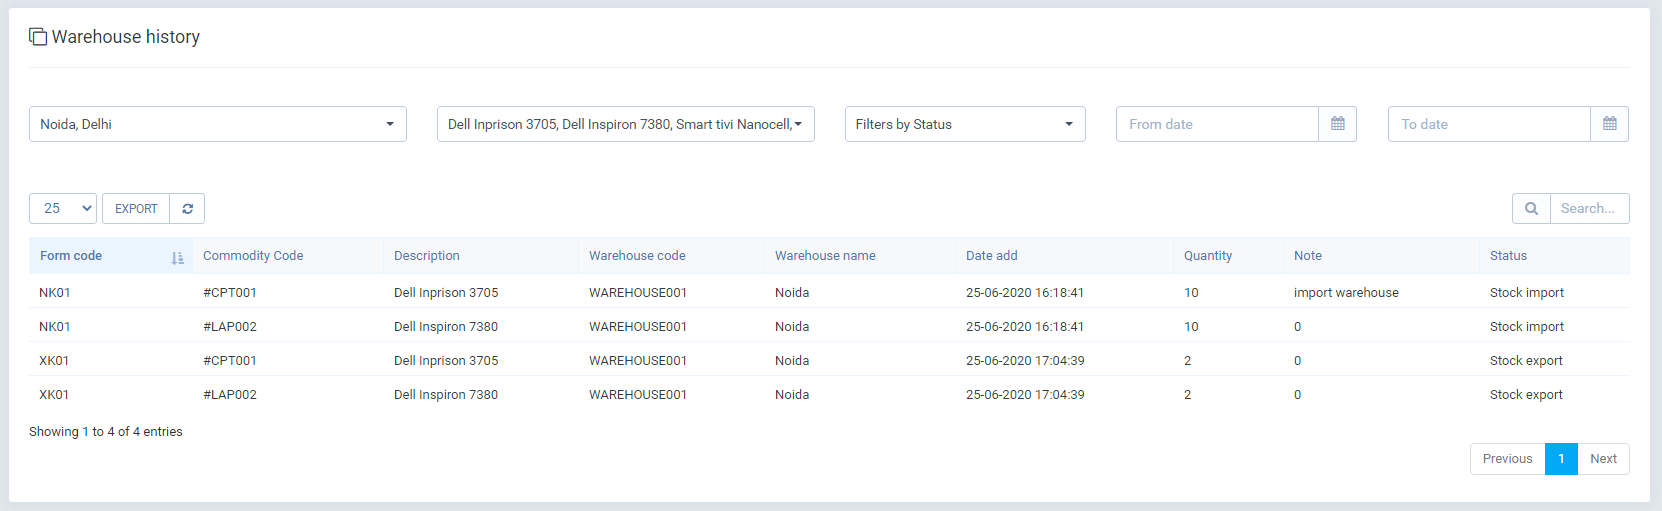 Warehouse history
Noida, Delhi Dell Inprison 3705, Dell Inspiron 7380, Smart tivi Nanocell, Filters by Status From date To date
25 EXPORT Search...
Form code Commodity Code Description Warehouse code Warehouse name Date add Quantity Note Status
NK01 #CPT001 Dell Inprison 3705 WAREHOUSE001 Noida 25-06-2020 16:18:41 10 import warehouse Stock import
NK01 #LAP002 Dell Inspiron 7380 WAREHOUSE001 Noida 25-06-2020 16:18:41 10 0 Stock import
XK01 #CPT001 Dell Inprison 3705 WAREHOUSE001 Noida 25-06-2020 17:04:39 2 0 Stock export
XK01 #LAP002 Dell Inspiron 7380 WAREHOUSE001 Noida 25-06-2020 17:04:39 2 0 Stock export
Showing 1 to 4 of 4 entries
Previous 1 Next